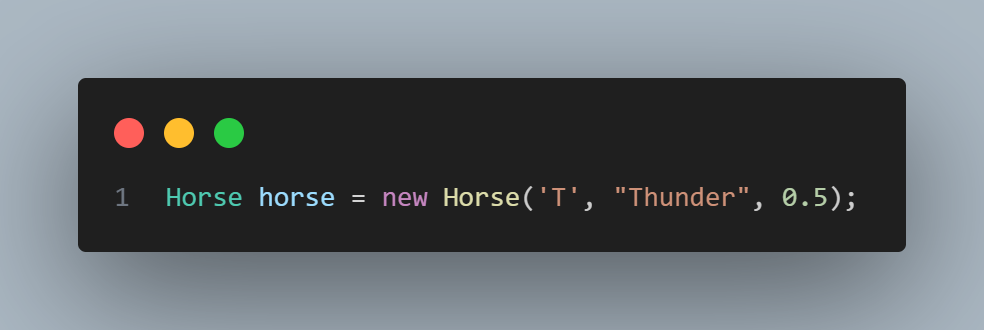 1 Horse horse = new Horse('T', "Thunder", 0.5);